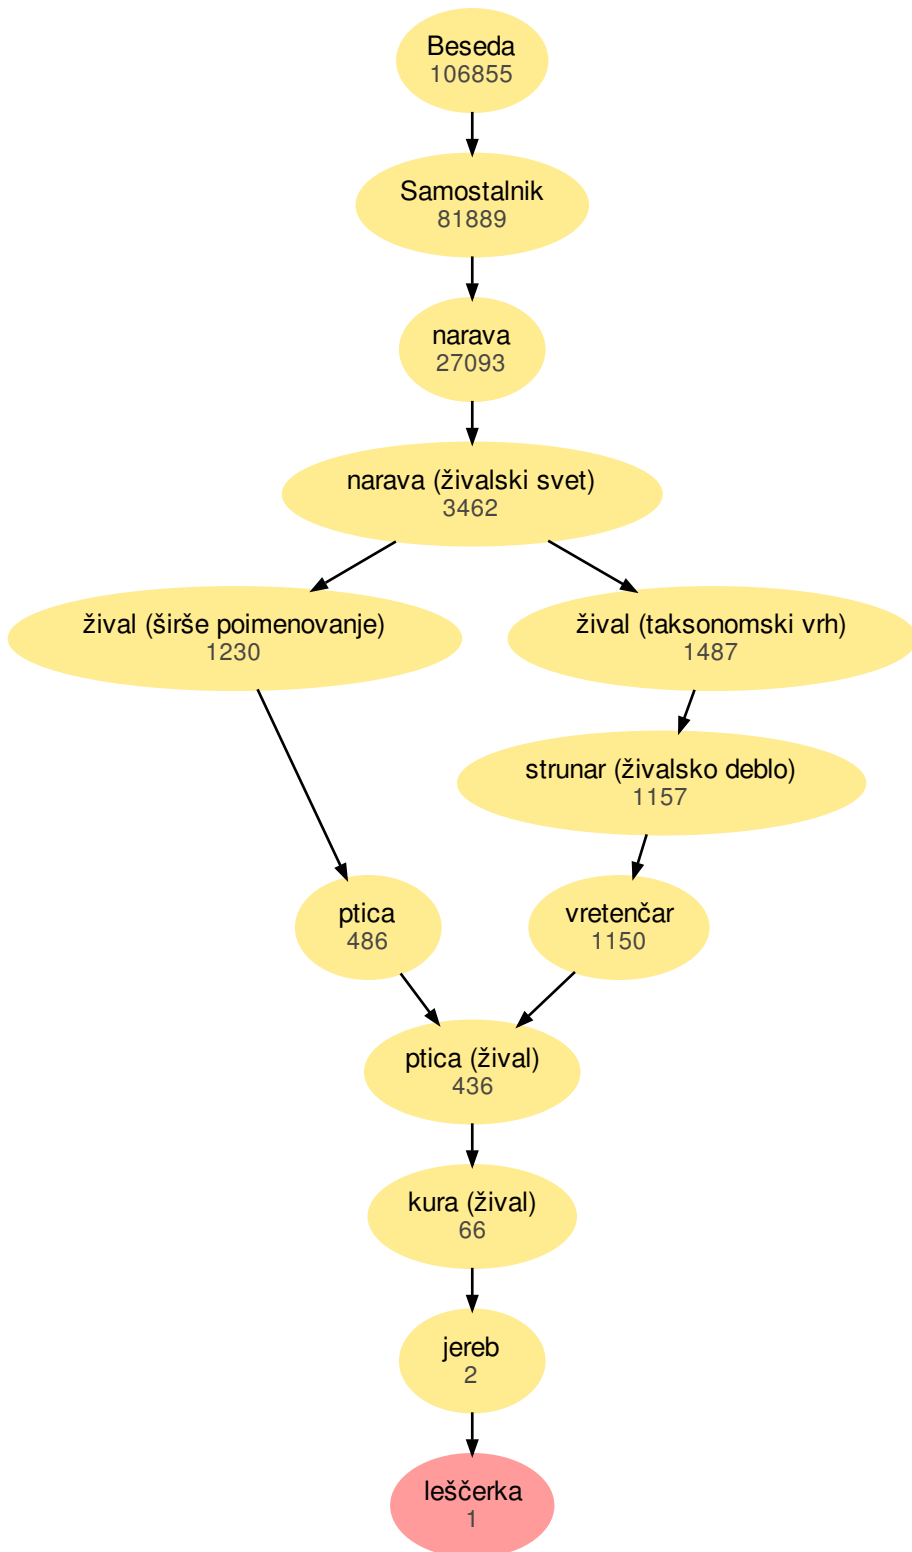 Beseda
106855
Samostalnik
81889
narava
27093
narava (živalski svet)
3462
žival (širše poimenovanje)
1230
žival (taksonomski vrh)
1487
strunar (živalsko deblo)
1157
ptica
486
vretenčar
1150
ptica (žival)
436
kura (žival)
66
jereb
2
leščerka
1